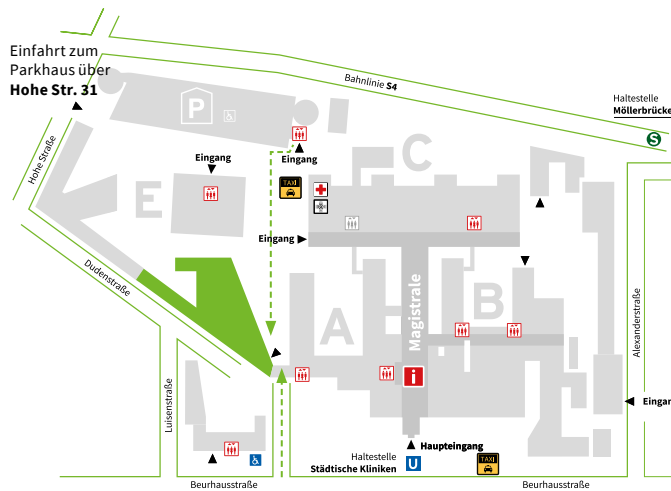 Einfahrt zum
Parkhaus über
Hohe Str. 31
Bahnlinie S4
Haltestelle
Möllerbrücke
S
P
Hohe Straße
Eingang
Eingang
TAXI
C
E
Eingang
Dudenstraße
A
Magistrale
B
Alexanderstraße
i
Luisenstraße
Eingan
Haupteingang
Haltestelle
Städtische Kliniken
U
TAXI
Beurhausstraße
Beurhausstraße